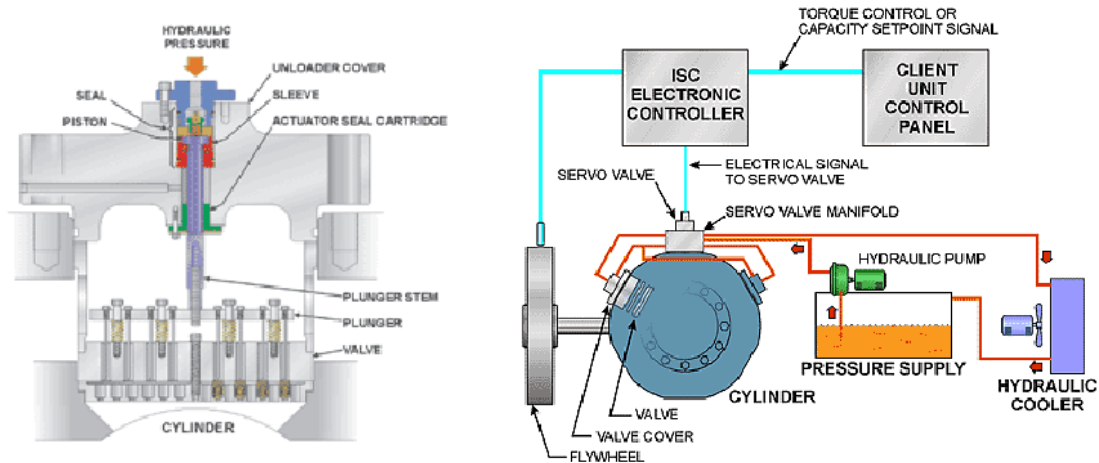 HYDRAULIC
PRESSURE
UNLOADER COVER
SEAL
SLEEVE
PISTON
ACTUATOR SEAL CARTRIDGE
PLUNGER STEM
PLUNGER
VALVE
CYLINDER
TORQUE CONTROL OR
CAPACITY SETPOINT SIGNAL
ISC
ELECTRONIC
CONTROLLER
CLIENT
UNIT
CONTROL
PANEL
ELECTRICAL SIGNAL
TO SERVO VALVE
SERVO VALVE
SERVO VALVE MANIFOLD
HYDRAULIC PUMP
PRESSURE SUPPLY
HYDRAULIC
COOLER
CYLINDER
VALVE
VALVE COVER
FLYWHEEL